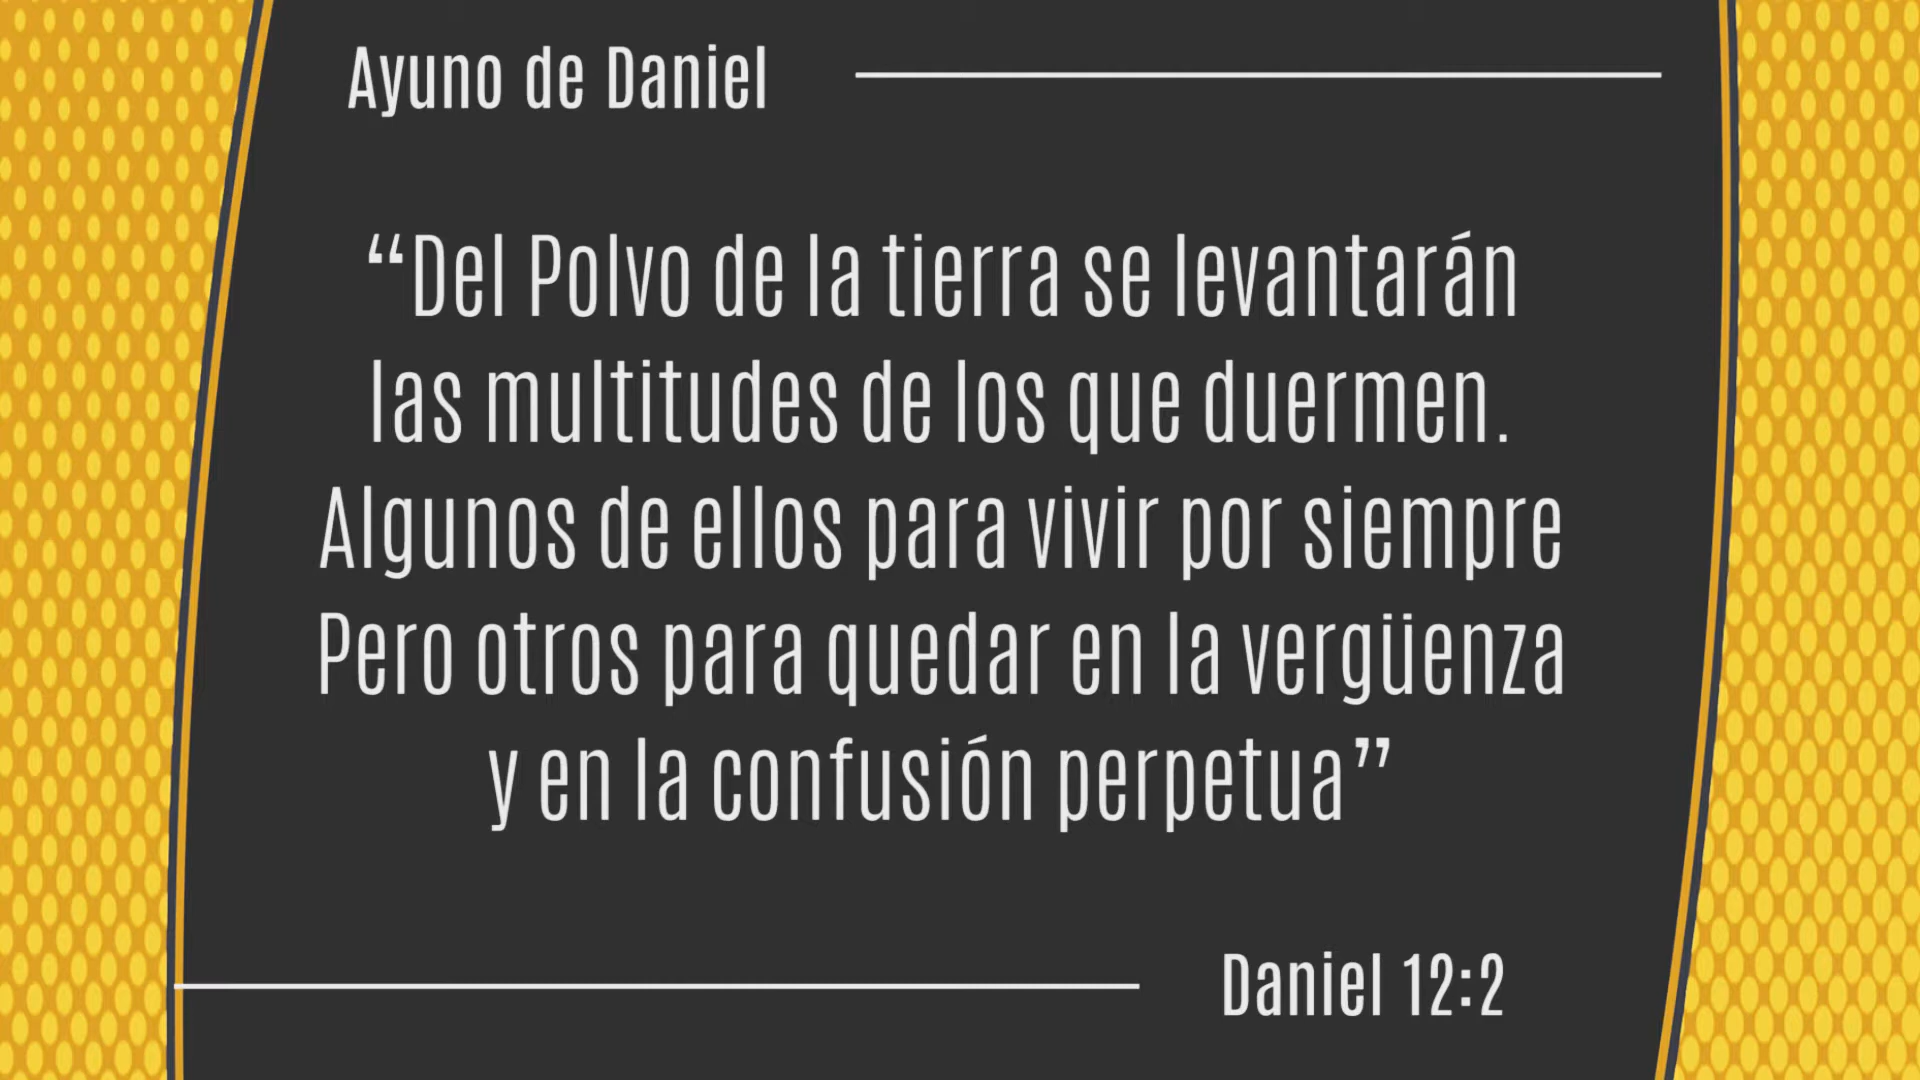 Ayuno de Daniel
“Del Polvo de la tierra se levantarán
las multitudes de los que duermen.
Algunos de ellos para vivir por siempre
Pero otros para quedar en la vergüenza
y en la confusión perpetua”
Daniel 12:2